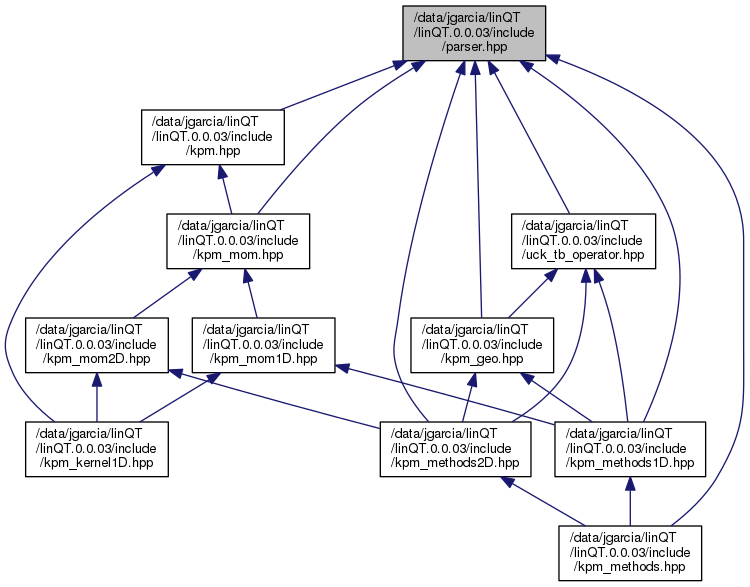 /data/jgarcia/linQT
/linQT.0.0.03/include
/parser.hpp
/data/jgarcia/linQT
/linQT.0.0.03/include
/kpm.hpp
/data/jgarcia/linQT
/linQT.0.0.03/include
/kpm_mom.hpp
/data/jgarcia/linQT
/linQT.0.0.03/include
/uck_tb_operator.hpp
/data/jgarcia/linQT
/linQT.0.0.03/include
/kpm_mom2D.hpp
/data/jgarcia/linQT
/linQT.0.0.03/include
/kpm_mom1D.hpp
/data/jgarcia/linQT
/linQT.0.0.03/include
/kpm_geo.hpp
/data/jgarcia/linQT
/linQT.0.0.03/include
/kpm_kernel1D.hpp
/data/jgarcia/linQT
/linQT.0.0.03/include
/kpm_methods2D.hpp
/data/jgarcia/linQT
/linQT.0.0.03/include
/kpm_methods1D.hpp
/data/jgarcia/linQT
/linQT.0.0.03/include
/kpm_methods.hpp